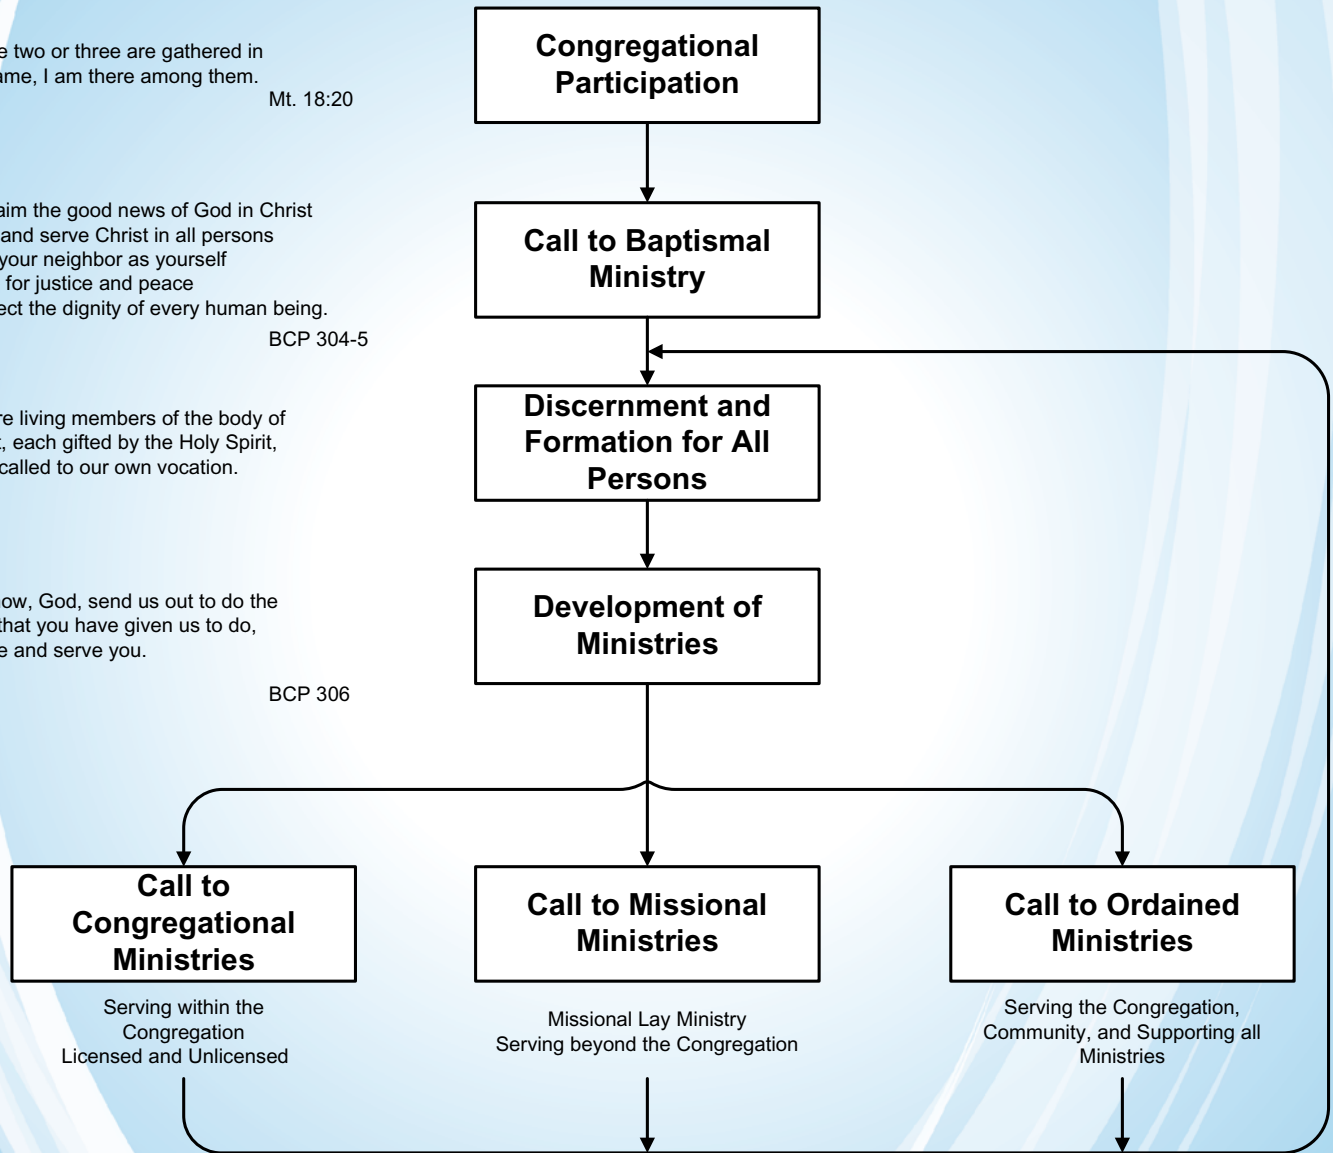 Congregational
Participation
two or three are gathered in
I am there among them.
Mt. 18:20
the good news of God in Christ
and serve Christ in all persons
your neighbor as yourself
for justice and peace
the dignity of every human being.
BCP 304-5
Call to Baptismal
Ministry
living members of the body of
each gifted by the Holy Spirit,
called to our own vocation.
Discernment and
Formation for All
Persons
God, send us out to do the
that you have given us to do,
and serve you.
BCP 306
Development of
Ministries
Call to
Congregational
Ministries
Serving within the
Congregation
Licensed and Unlicensed
Call to Missional
Ministries
Missional Lay Ministry
Serving beyond the Congregation
Call to Ordained
Ministries
Serving the Congregation,
Community, and Supporting all
Ministries